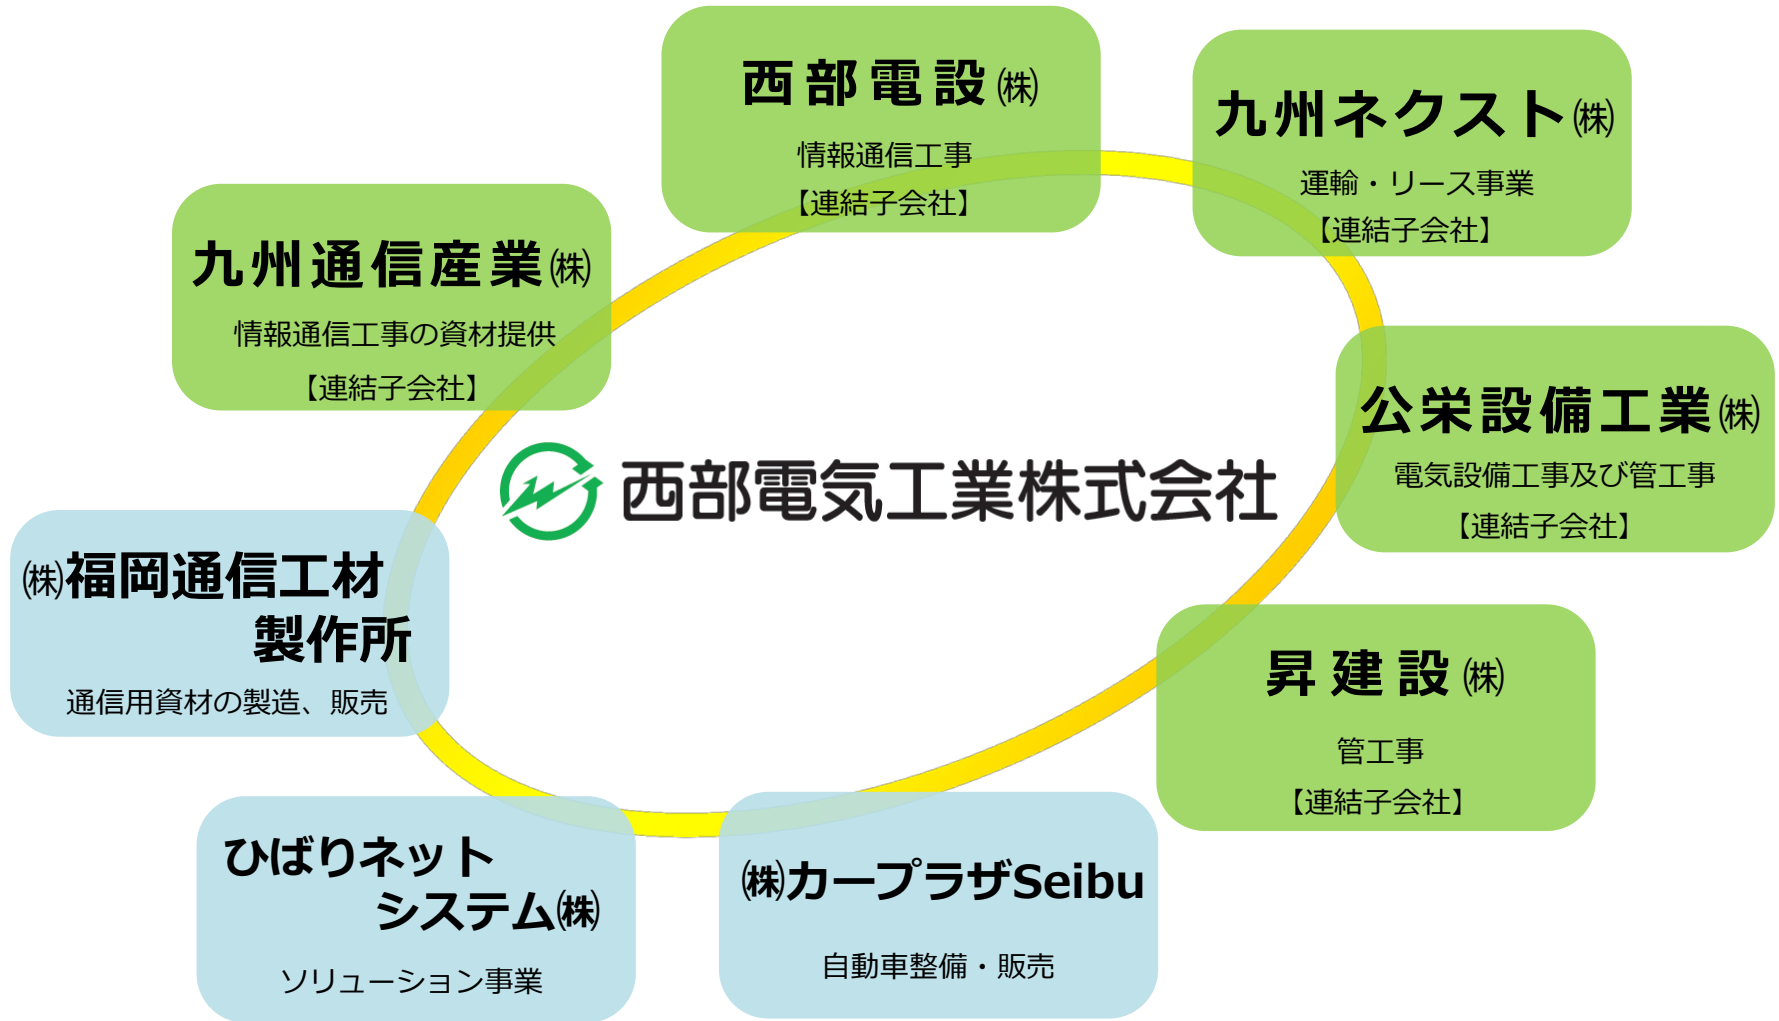 西部電設㈱
情報通信工事
【連結子会社】
九州ネクスト㈱
運輸・リース事業
【連結子会社】
九州通信産業㈱
情報通信工事の資材提供
【連結子会社】
公栄設備工業㈱
電気設備工事及び管工事
【連結子会社】
西部電気工業株式会社
㈱福岡通信工材
製作所
通信用資材の製造、販売
昇建設㈱
管工事
【連結子会社】
ひばりネット
システム㈱
ソリューション事業
㈱カープラザSeibu
自動車整備・販売